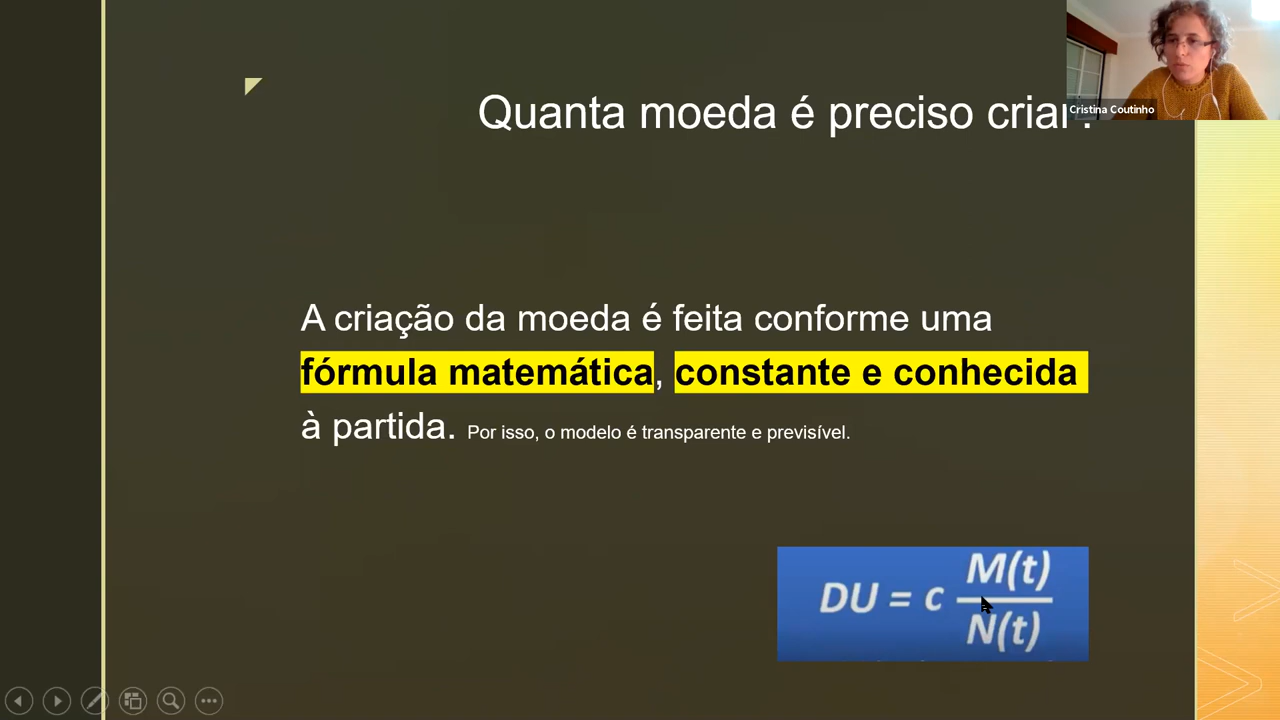 Quanta moeda é preciso criar?
Cristina Coutinho
A criação da moeda é feita conforme uma
fórmula matemática, constante e conhecida
à partida. Por isso, o modelo é transparente e previsível.
DU = c M(t)
N(t)